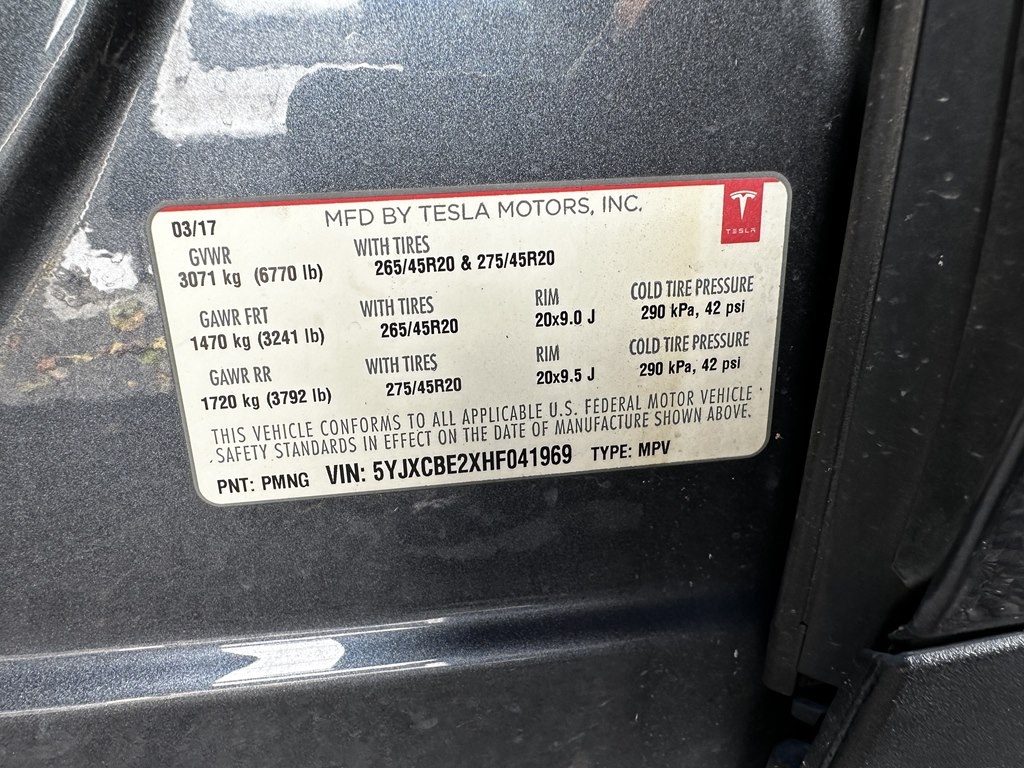 03/17 MFD BY TESLA MOTORS, INC.
TESLA
GVWR WITH TIRES
3071 kg (6770 lb) 265/45R20 & 275/45R20
GAWR FRT WITH TIRES RIM COLD TIRE PRESSURE
1470 kg (3241 lb) 265/45R20 20x9.0 J 290 kPa, 42 psi
GAWR RR WITH TIRES RIM COLD TIRE PRESSURE
1720 kg (3792 lb) 275/45R20 20x9.5 J 290 kPa, 42 psi
THIS VEHICLE CONFORMS TO ALL APPLICABLE U.S. FEDERAL MOTOR VEHICLE
SAFETY STANDARDS IN EFFECT ON THE DATE OF MANUFACTURE SHOWN ABOVE.
PNT: PMNG VIN: 5YJXCBE2XHF041969 TYPE: MPV